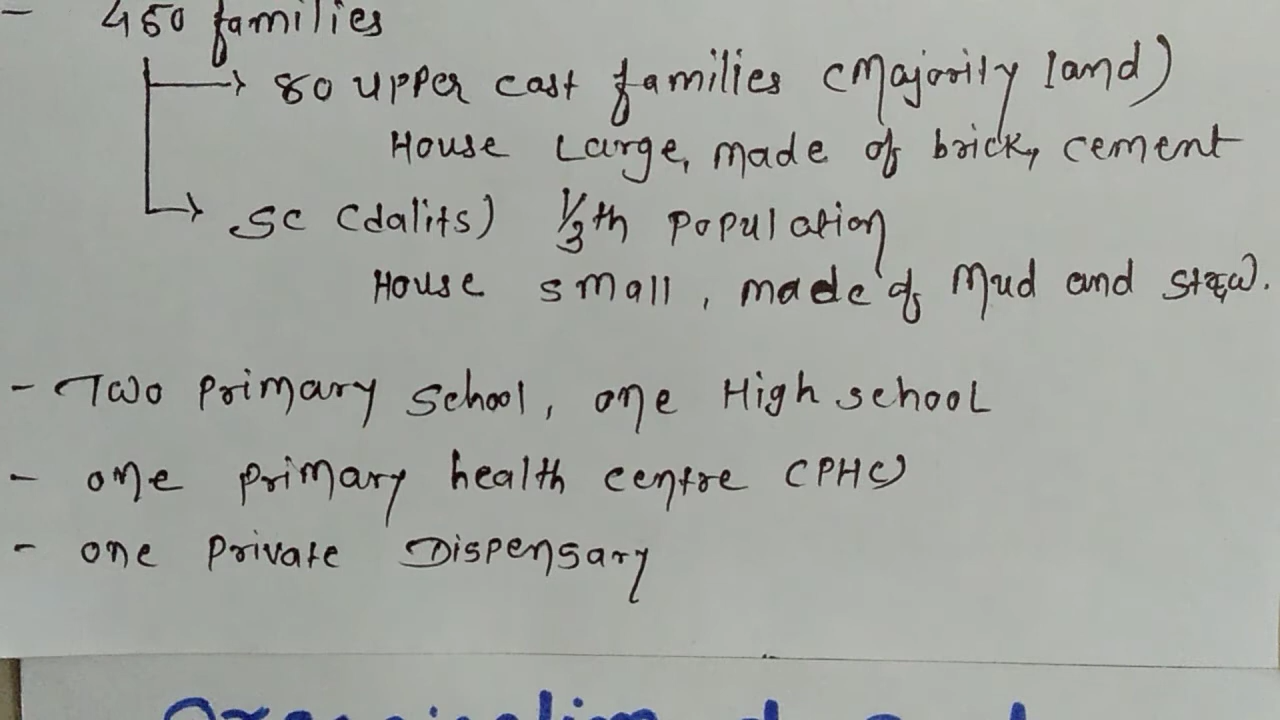 - 450 families
→ 80 upper cast families (Majority land)
House Large, made of brick, cement
→ SC (dalits) 1/3th population
House small, made of Mud and straw.
- Two primary school, one High school
- one primary health centre (PHC)
- one private Dispensary